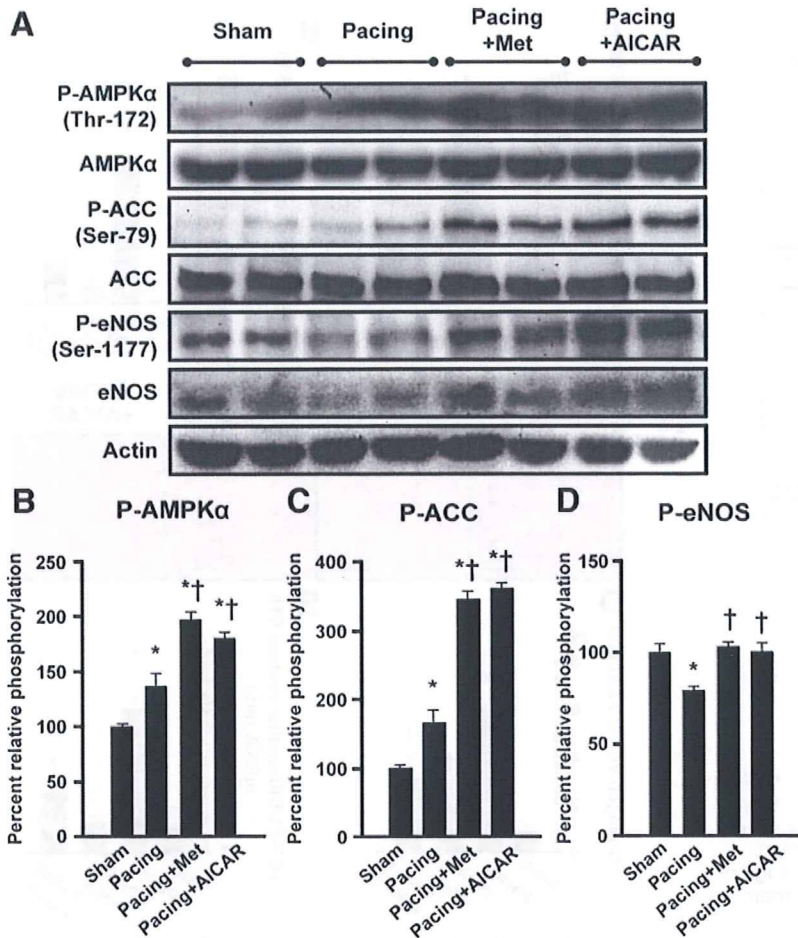 A
Sham
Pacing
Pacing
+Met
Pacing
+AICAR
P-AMPKα
(Thr-172)
AMPKα
P-ACC
(Ser-79)
ACC
P-eNOS
(Ser-1177)
eNOS
Actin
B
P-AMPKα
Percent relative phosphorylation
250
200
150
100
50
0
*
*†
*†
Sham
Pacing
Pacing+Met
Pacing+AICAR
C
P-ACC
Percent relative phosphorylation
400
300
200
100
0
*
*†
*†
Sham
Pacing
Pacing+Met
Pacing+AICAR
D
P-eNOS
Percent relative phosphorylation
150
100
50
0
*
†
†
Sham
Pacing
Pacing+Met
Pacing+AICAR